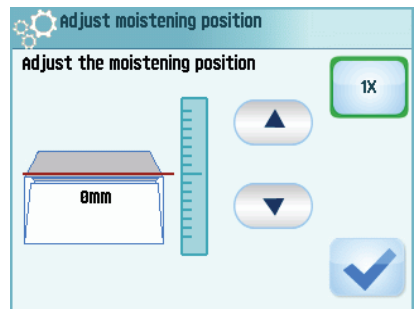 Adjust moistening position
Adjust the moistening position
1X
0mm